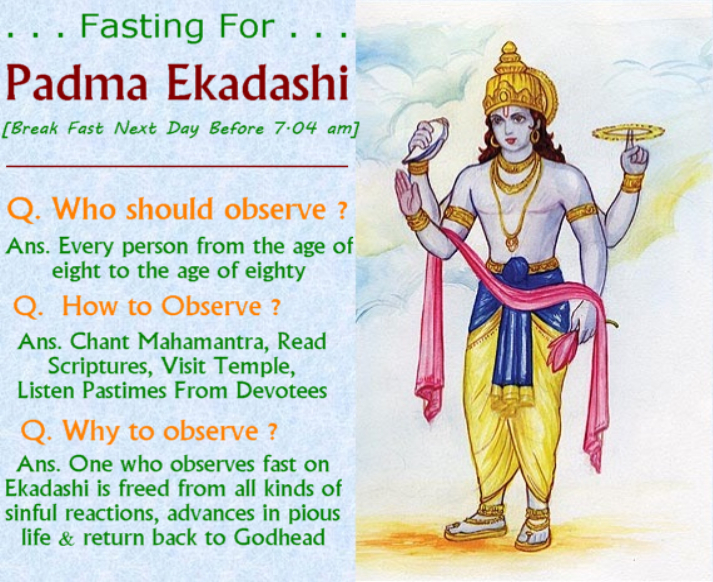 . . . Fasting For . . .
Padma Ekadashi
[Break Fast Next Day Before 7·04 am]
Q. Who should observe ?
Ans. Every person from the age of
eight to the age of eighty
Q. How to Observe ?
Ans. Chant Mahamantra, Read
Scriptures, Visit Temple,
Listen Pastimes From Devotees
Q. Why to observe ?
Ans. One who observes fast on
Ekadashi is freed from all kinds of
sinful reactions, advances in pious
life & return back to Godhead